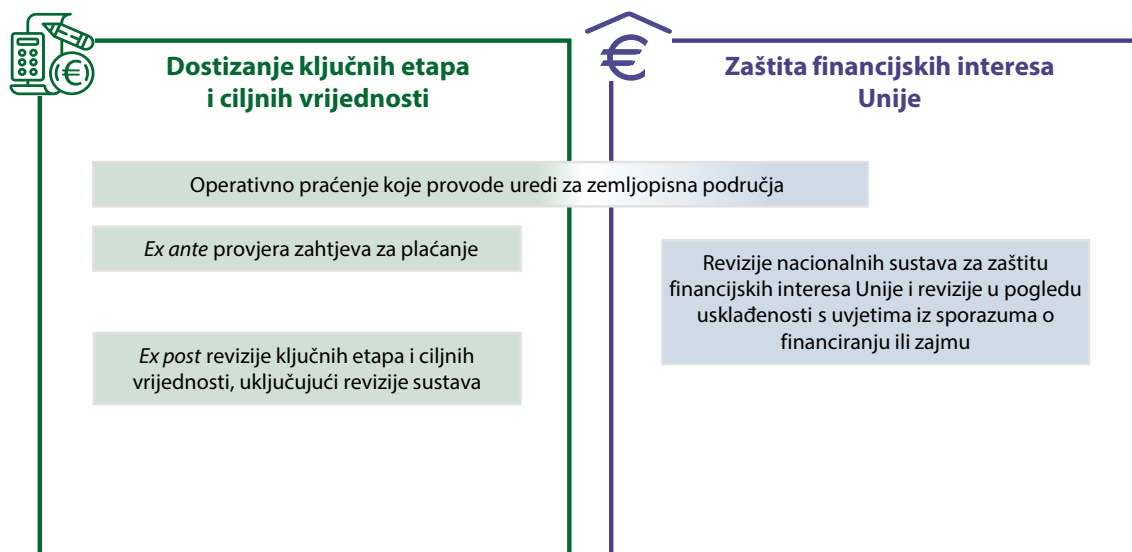 Dostizanje ključnih etapa
i ciljnih vrijednosti
Zaštita financijskih interesa
Unije
Operativno praćenje koje provode uredi za zemljopisna područja
Ex ante provjera zahtjeva za plaćanje
Ex post revizije ključnih etapa i ciljnih
vrijednosti, uključujući revizije sustava
Revizije nacionalnih sustava za zaštitu
financijskih interesa Unije i revizije u pogledu
usklađenosti s uvjetima iz sporazuma o
financiranju ili zajmu